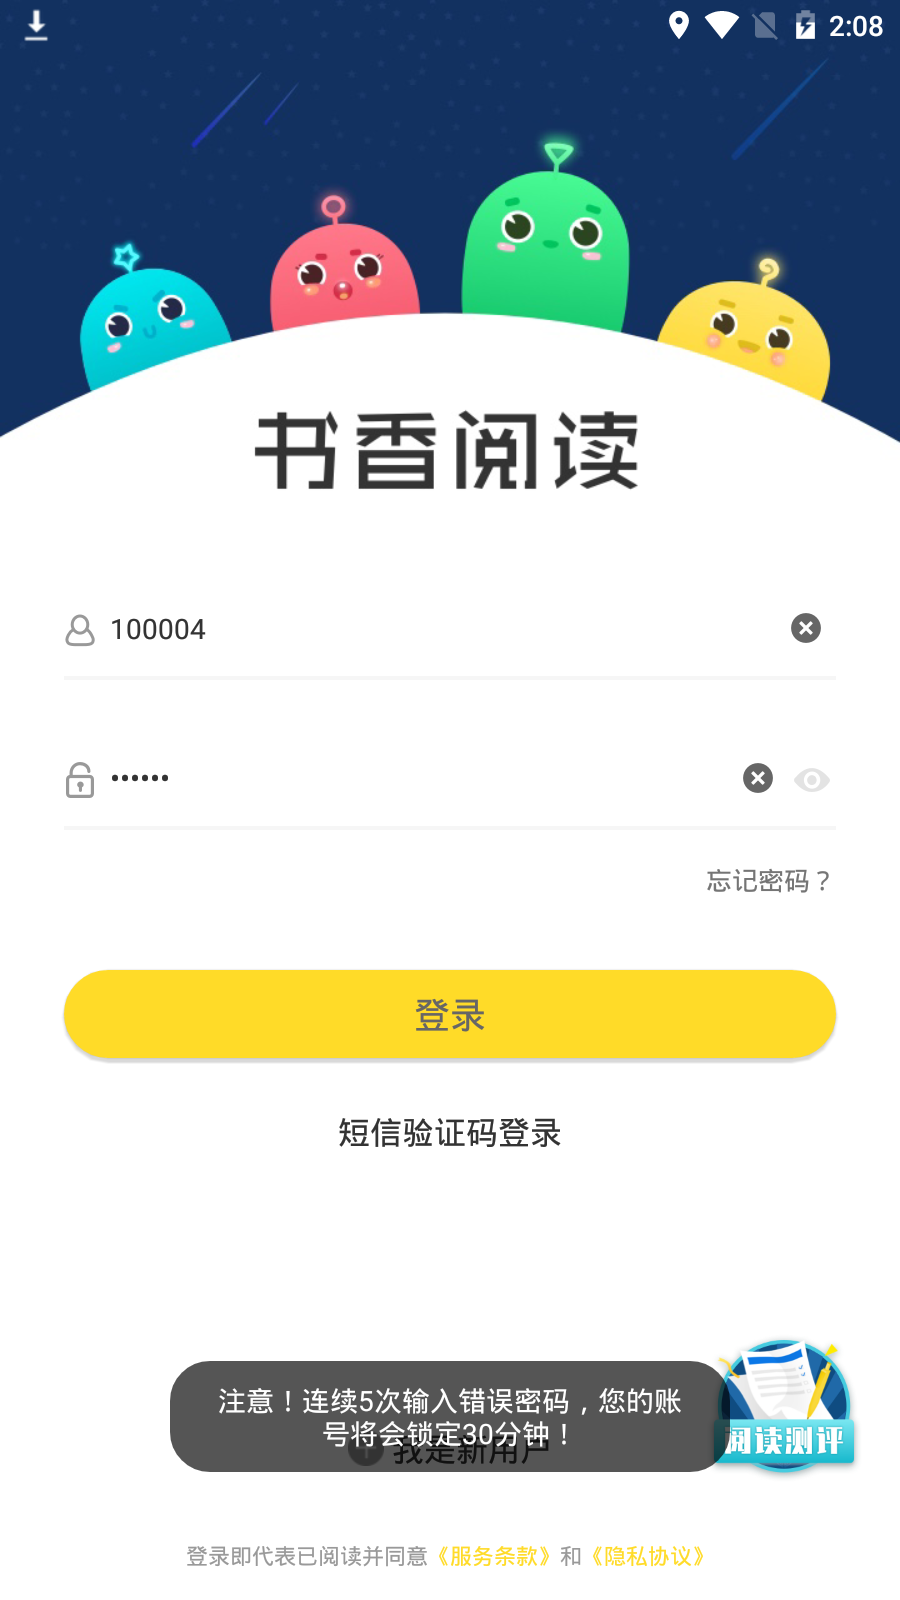 2:08
书香阅读
100004
••••••
忘记密码？
登录
短信验证码登录
注意！连续5次输入错误密码，您的账
号将会锁定30分钟！
我是新用户
阅读测评
登录即代表已阅读并同意《服务条款》和《隐私协议》